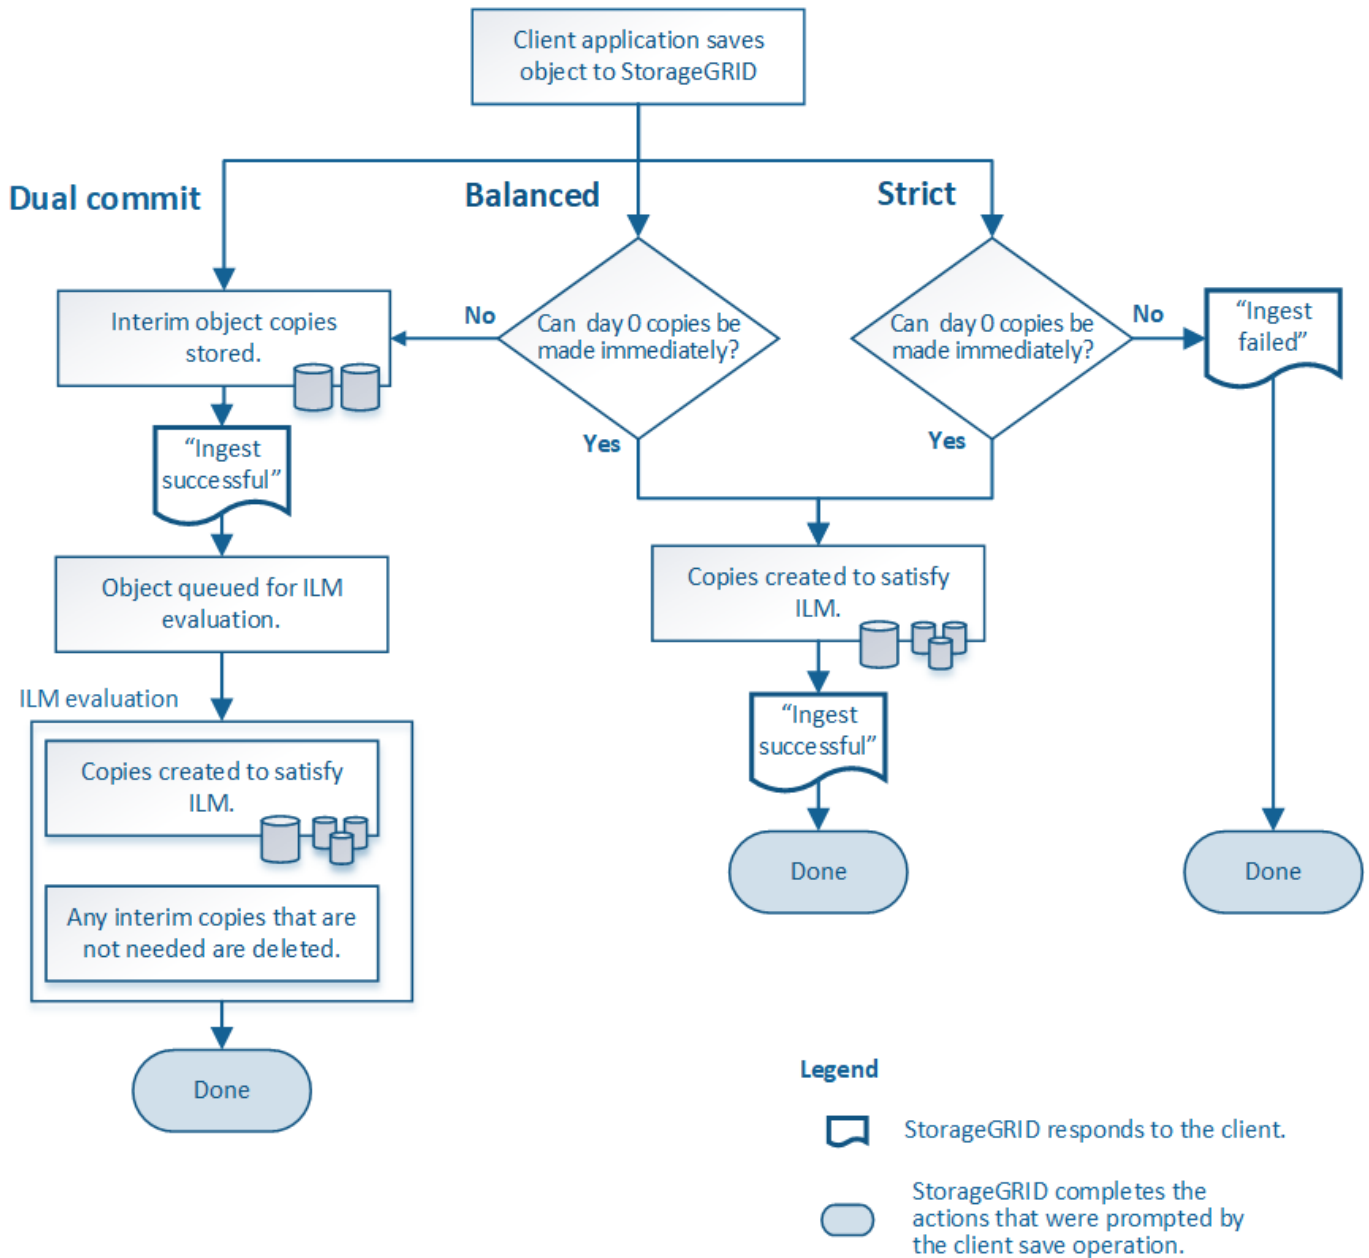 Client application saves
object to StorageGRID
Dual commit
Balanced
Strict
Interim object copies
stored.
No
Can day 0 copies be
made immediately?
Can day 0 copies be
made immediately?
No
“Ingest
failed”
Yes
Yes
“Ingest
successful”
Object queued for ILM
evaluation.
Copies created to satisfy
ILM.
ILM evaluation
“Ingest
successful”
Copies created to satisfy
ILM.
Any interim copies that are
not needed are deleted.
Done
Done
Done
Legend
StorageGRID responds to the client.
StorageGRID completes the
actions that were prompted by
the client save operation.